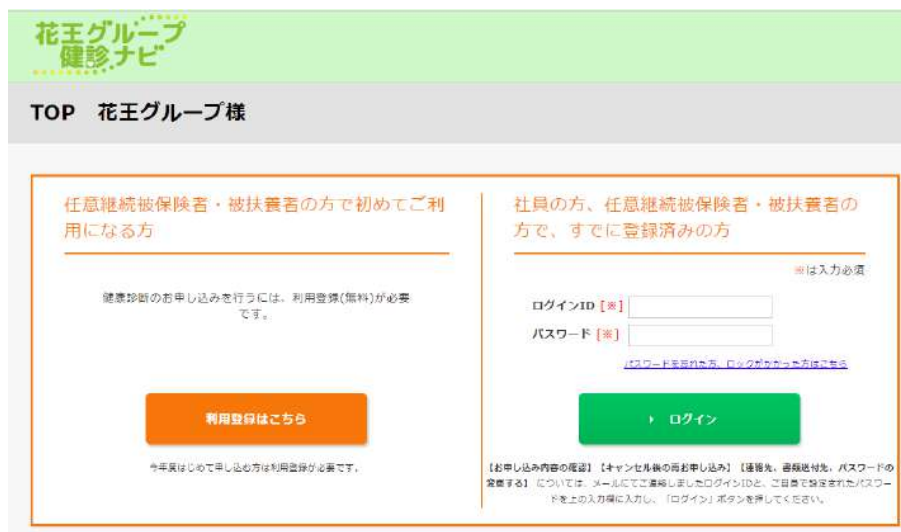 花王グループ
健診ナビ
TOP 花王グループ様
任意継続被保険者・被扶養者の方で初めてご利
用になる方
健康診断のお申し込みを行うには、利用登録(無料)が必要
です。
利用登録はこちら
今年度はじめて申し込む方は利用登録が必要です。
社員の方、任意継続被保険者・被扶養者の
方で、すでに登録済みの方
※は入力必須
ログインID [※]
パスワード [※]
パスワードを忘れた方、ロックがかかった方はこちら
ログイン
【お申し込み内容の確認】【キャンセル後の再お申し込み】【連絡先、書類送付先、パスワードの
変更する】 については、メールにてご連絡しましたログインIDと、ご自身で設定されたパスワー
ドを上の入力欄に入力し、「ログイン」ボタンを押してください。